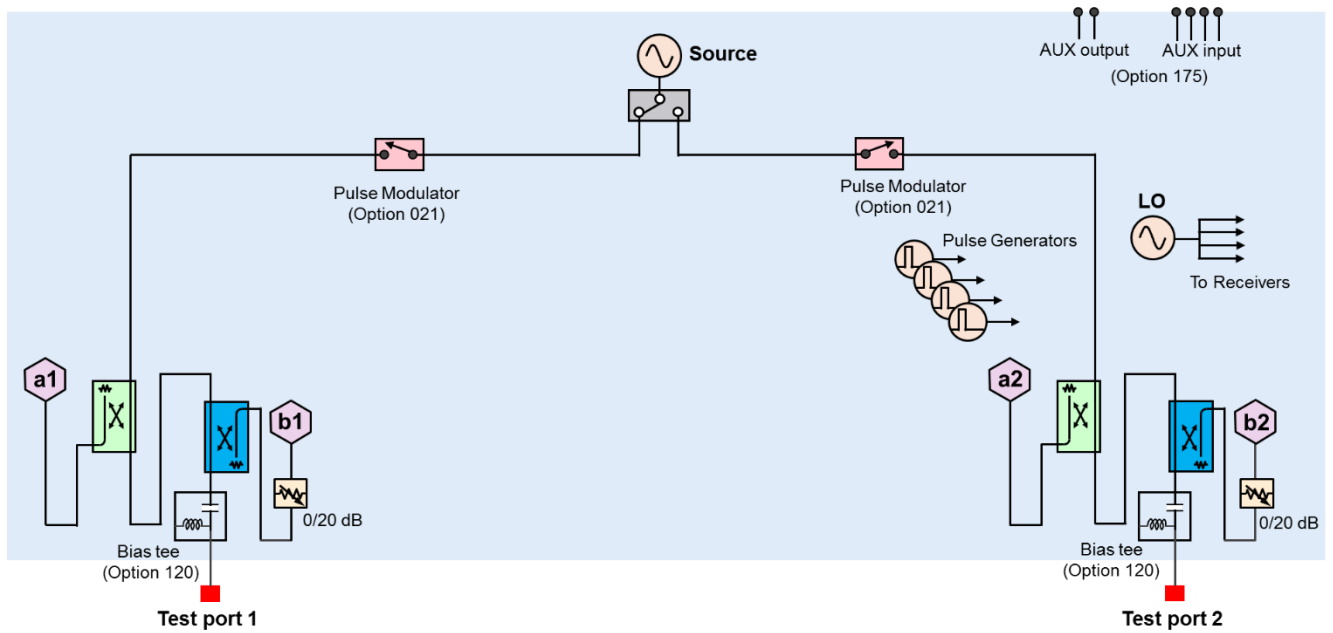 Source
AUX output
AUX input
(Option 175)
Pulse Modulator
(Option 021)
Pulse Modulator
(Option 021)
LO
Pulse Generators
To Receivers
a1
b1
a2
b2
0/20 dB
0/20 dB
Bias tee
(Option 120)
Bias tee
(Option 120)
Test port 1
Test port 2